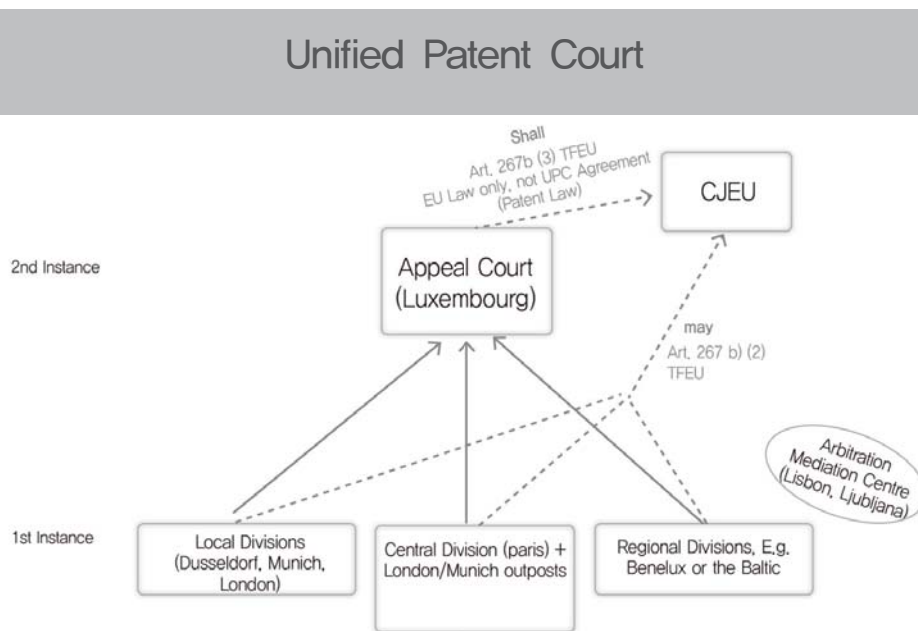 Unified Patent Court
Shall
Art. 267b (3) TFEU
EU Law only, not UPC Agreement
(Patent Law)
CJEU
2nd Instance
Appeal Court
(Luxembourg)
may
Art. 267 b) (2)
TFEU
Arbitration
Mediation Centre
(Lisbon, Ljubljana)
1st Instance
Local Divisions
(Dusseldorf, Munich,
London)
Central Division (paris) +
London/Munich outposts
Regional Divisions, E.g.
Benelux or the Baltic